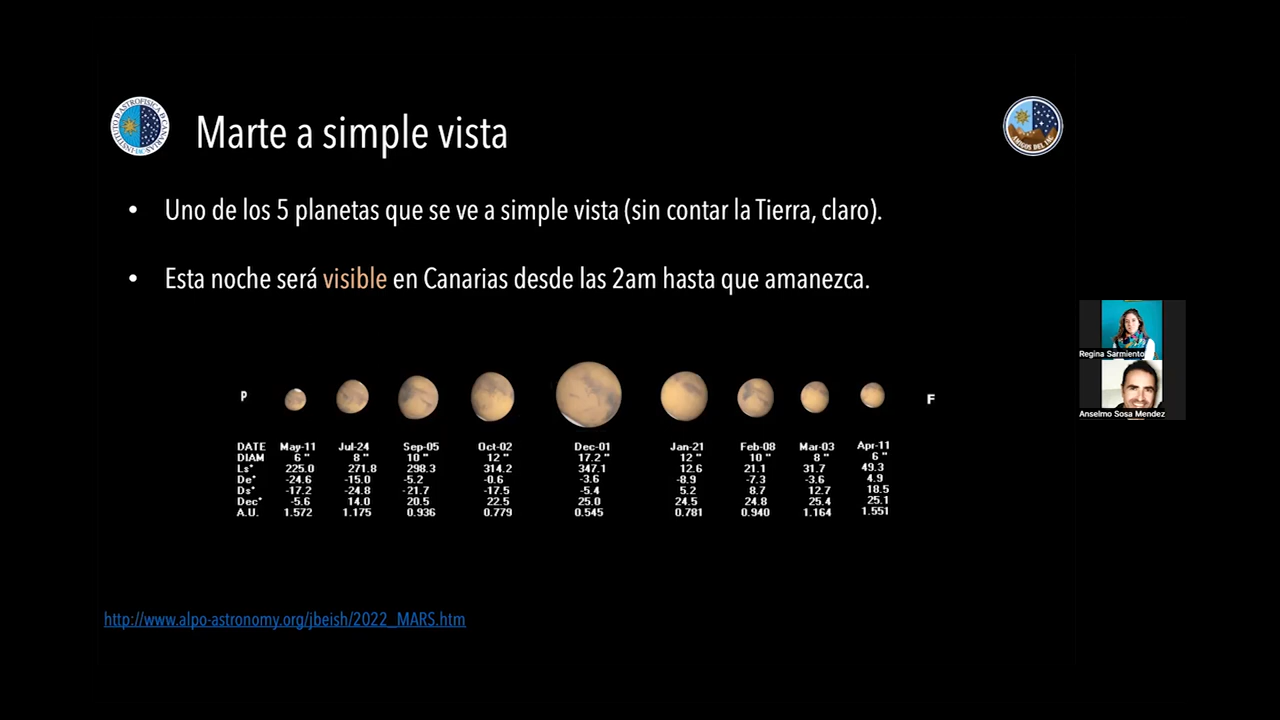 INSTITUTO D ASTROFISICA D CANARIAS
Marte a simple vista
AMIGOS DEL IAC
• Uno de los 5 planetas que se ve a simple vista (sin contar la Tierra, claro).
• Esta noche será visible en Canarias desde las 2am hasta que amanezca.
P F
DATE May-11 Jul-24 Sep-05 Oct-02 Dec-01 Jan-21 Feb-08 Mar-03 Apr-11
DIAM 6 " 8 " 10 " 12 " 17.2 " 12 " 10 " 8 " 6 "
Ls° 225.0 271.8 298.3 314.2 347.1 12.6 21.1 31.7 49.3
De° -24.6 -15.0 -5.2 -0.6 -3.6 -8.9 -7.3 -3.6 4.9
Ds° -17.2 -24.8 -21.7 -17.5 -5.4 5.2 8.7 12.7 18.5
Dec° -5.6 14.0 20.5 22.5 25.0 24.5 24.8 25.4 25.1
A.U. 1.572 1.175 0.936 0.779 0.545 0.781 0.940 1.164 1.551
http://www.alpo-astronomy.org/jbeish/2022_MARS.htm
Regina Sarmiento
Anselmo Sosa Mendez